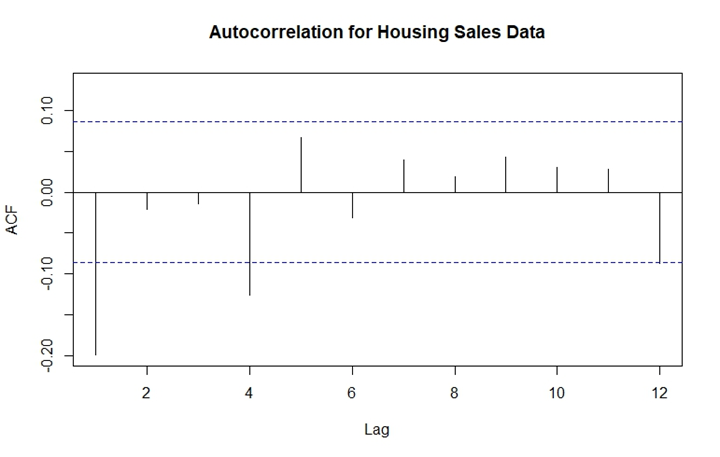 Autocorrelation for Housing Sales Data
0.10
0.00
-0.10
-0.20
ACF
2 4 6 8 10 12
Lag